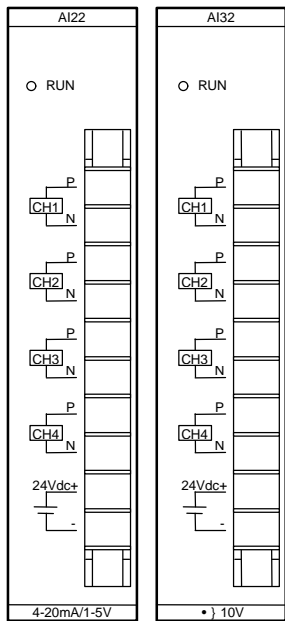 AI22
RUN
P
CH1
N
P
CH2
N
P
CH3
N
P
CH4
N
24Vdc+
-
4-20mA/1-5V
AI32
RUN
P
CH1
N
P
CH2
N
P
CH3
N
P
CH4
N
24Vdc+
-
• } 10V